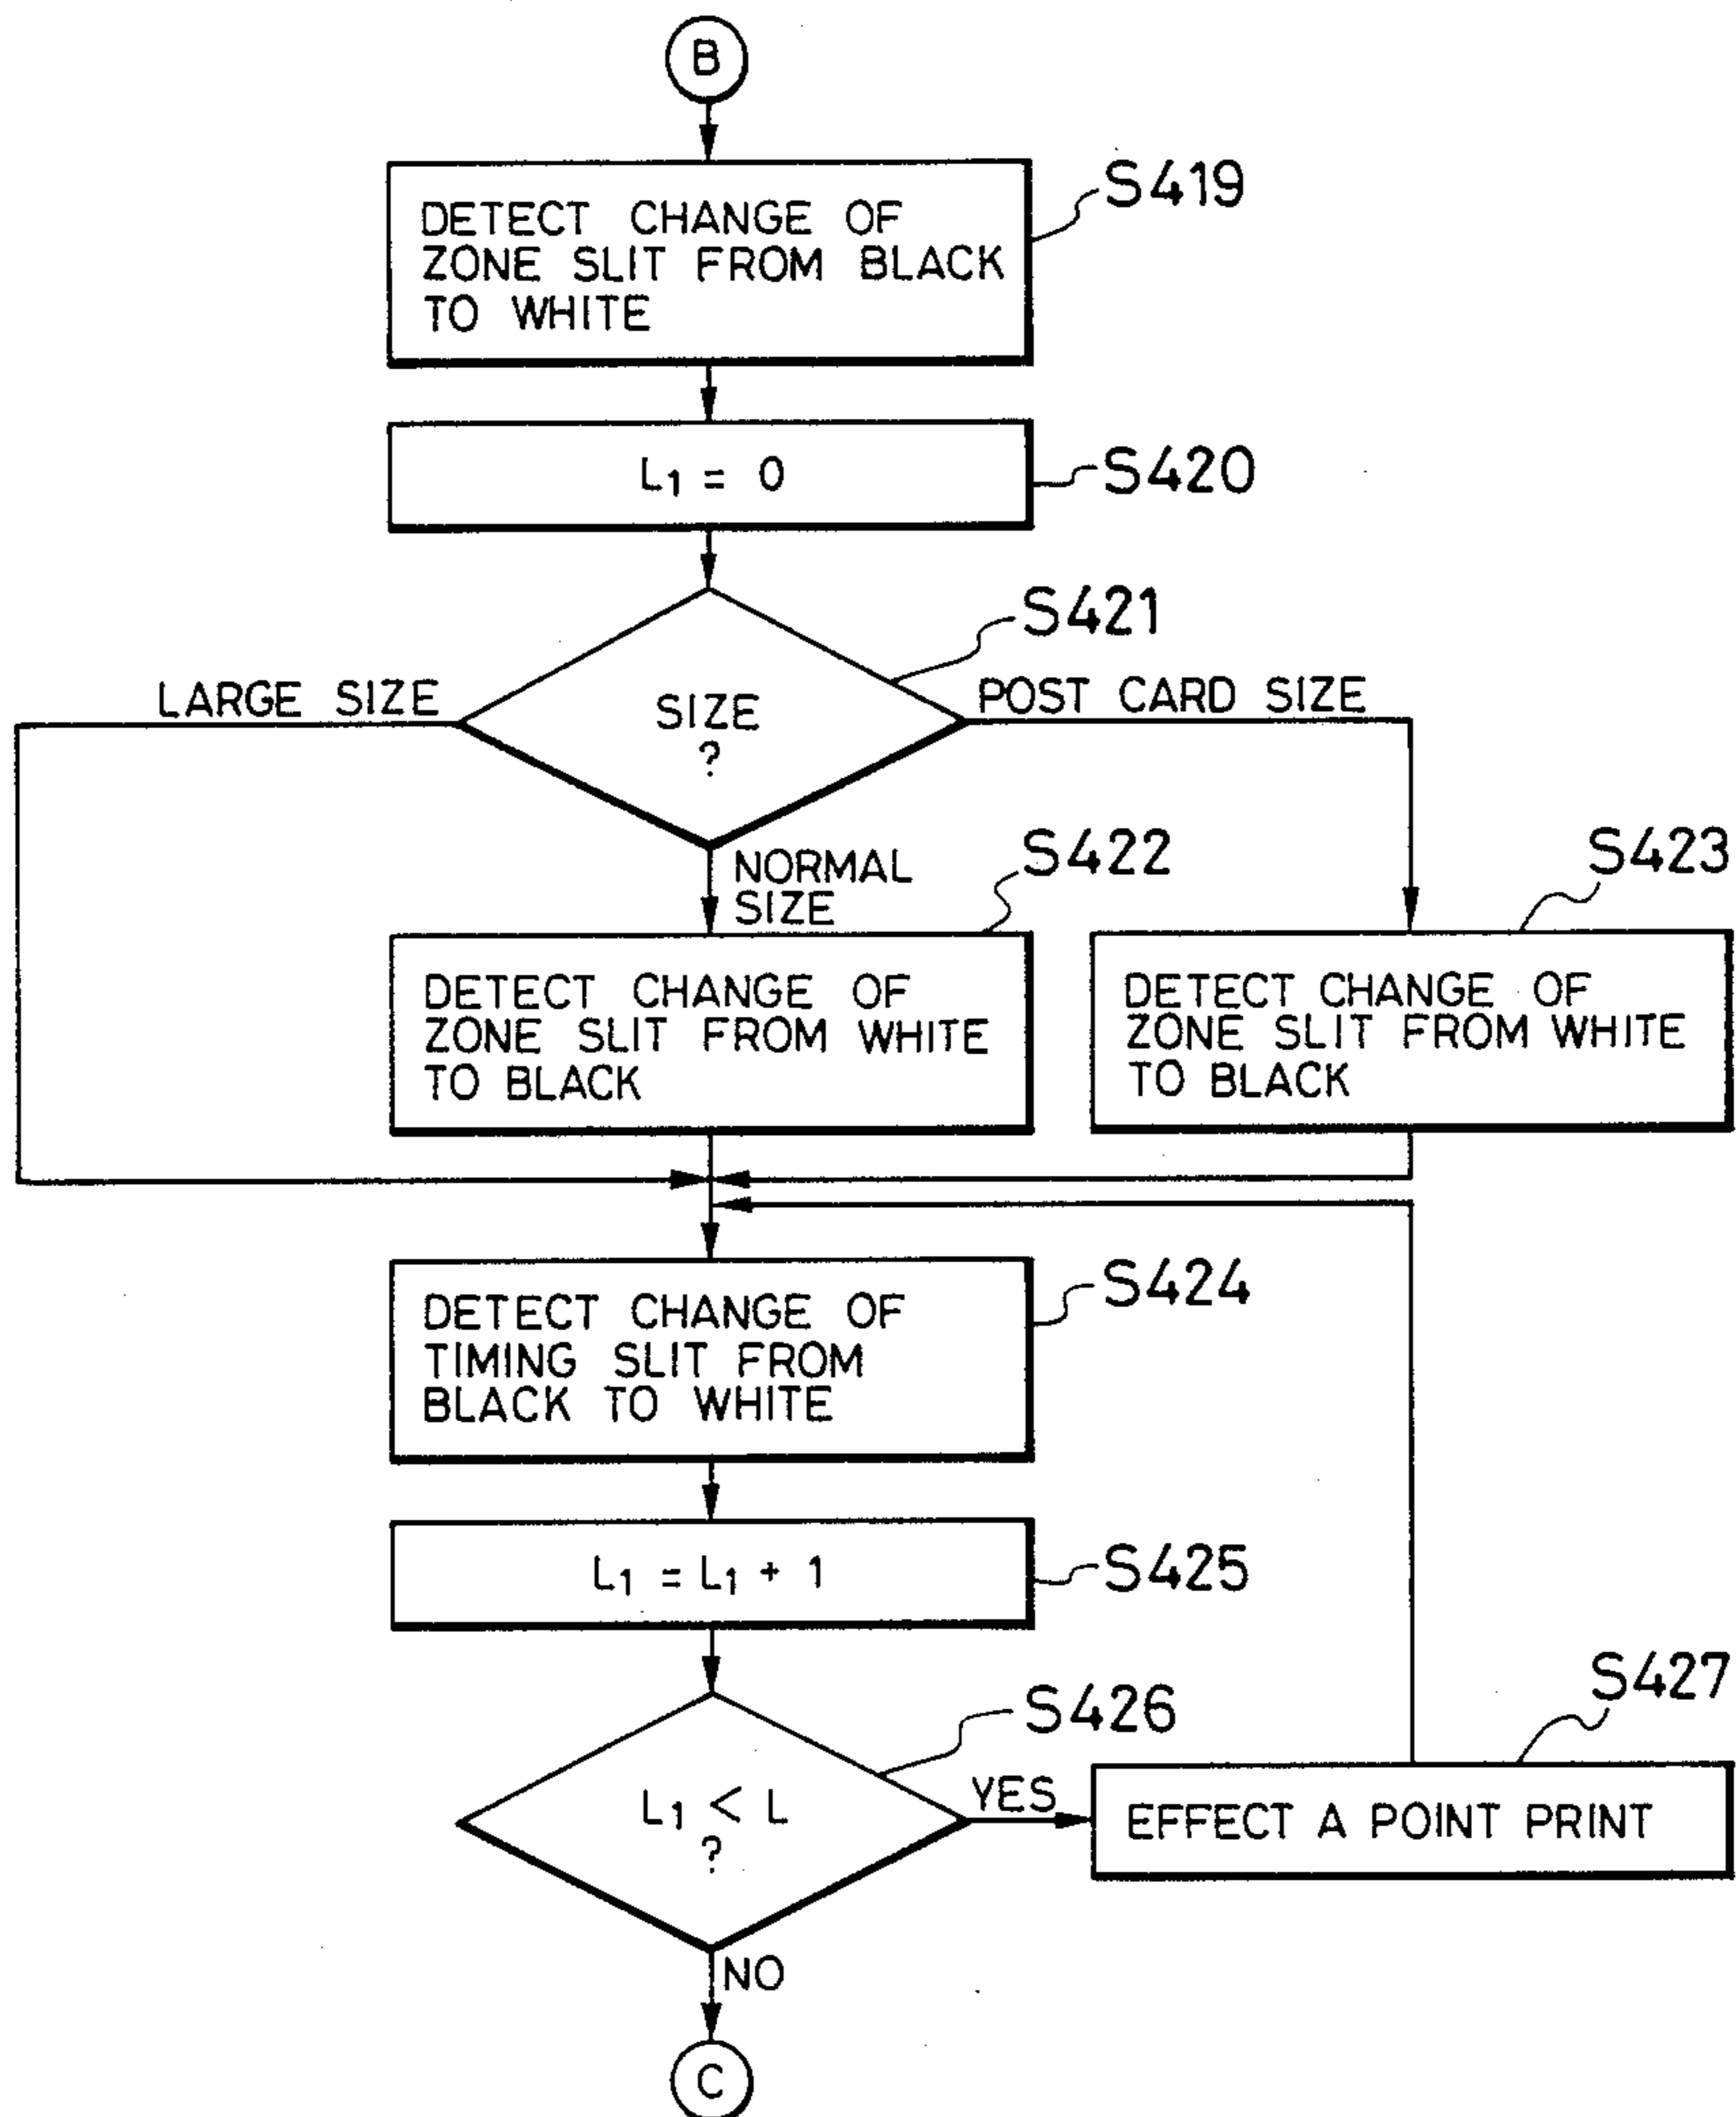 B
DETECT CHANGE OF
ZONE SLIT FROM BLACK
TO WHITE
S419
L1 = 0
S420
S421
LARGE SIZE
SIZE
?
POST CARD SIZE
NORMAL
SIZE
S422
S423
DETECT CHANGE OF
ZONE SLIT FROM WHITE
TO BLACK
DETECT CHANGE OF
ZONE SLIT FROM WHITE
TO BLACK
DETECT CHANGE OF
TIMING SLIT FROM
BLACK TO WHITE
S424
L1 = L1 + 1
S425
S426
S427
L1 < L
?
YES
EFFECT A POINT PRINT
NO
C